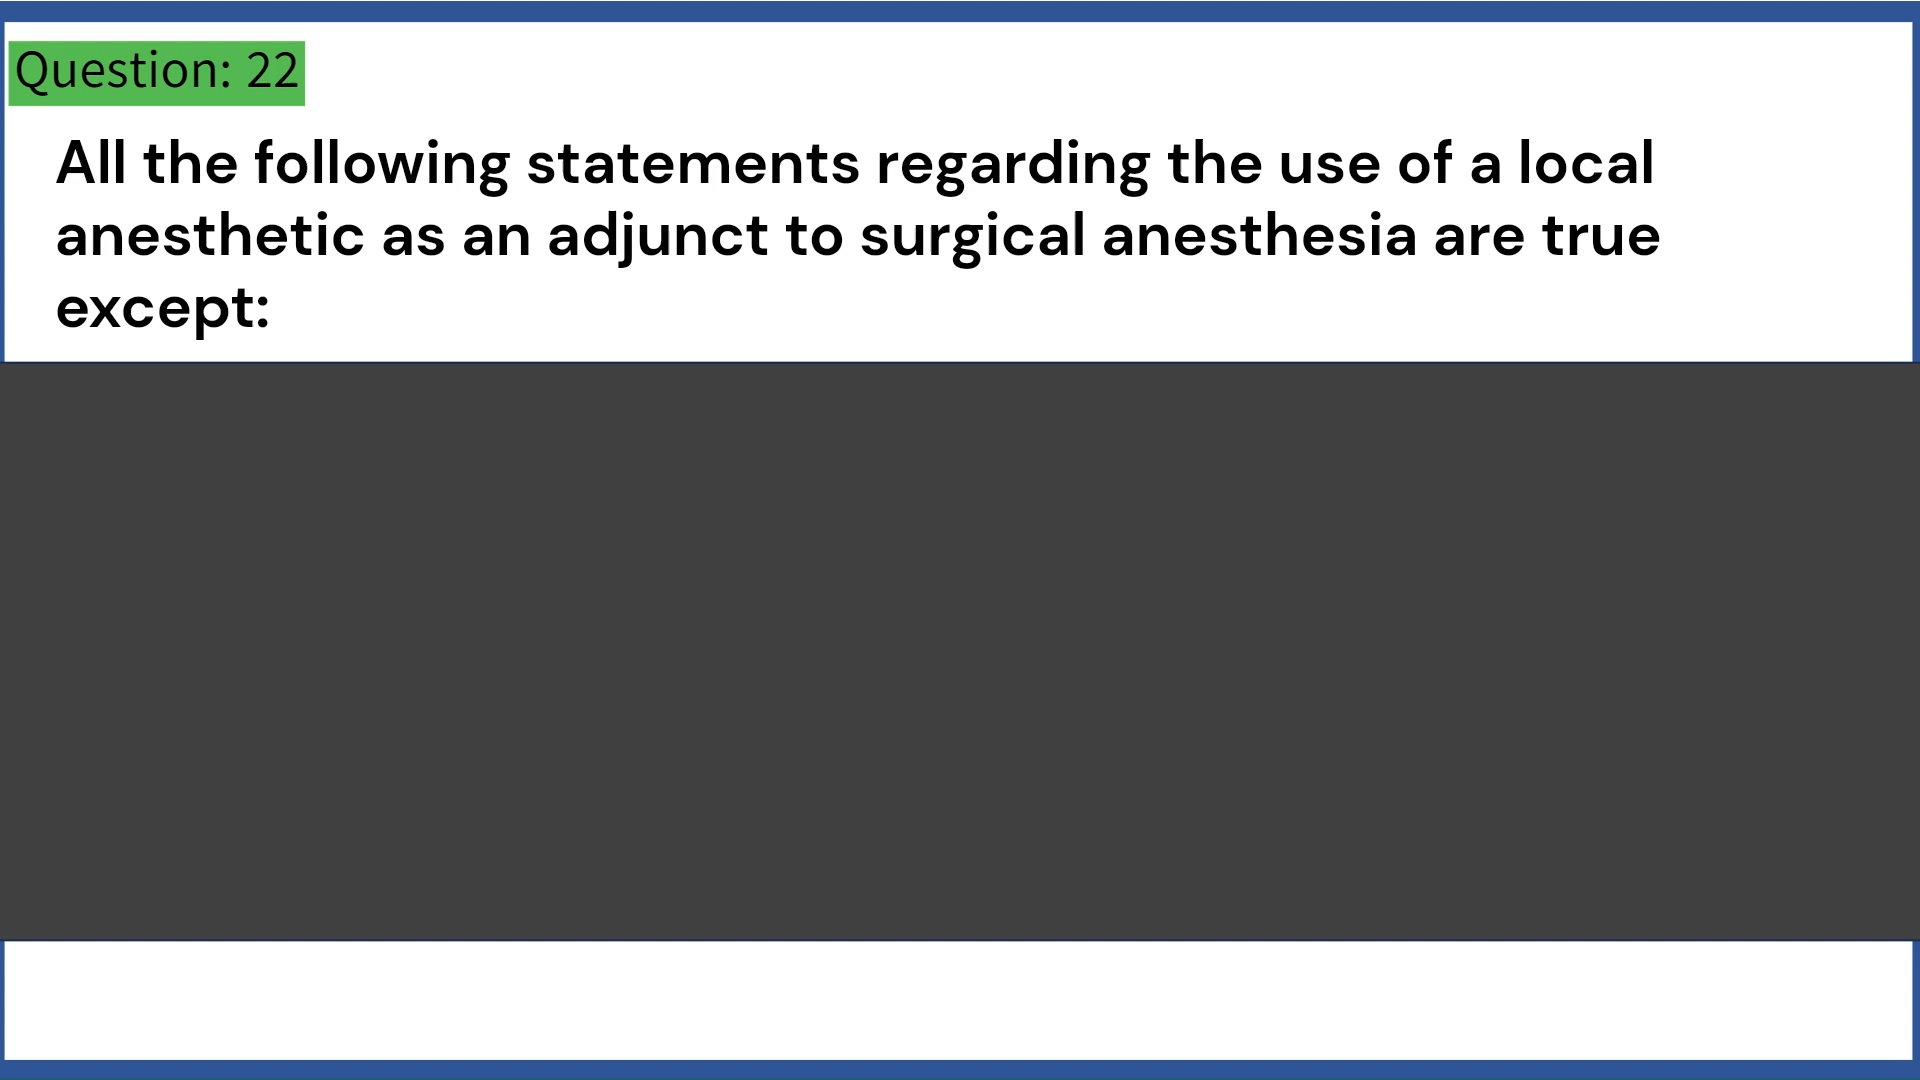 Question: 22
All the following statements regarding the use of a local
anesthetic as an adjunct to surgical anesthesia are true
except: